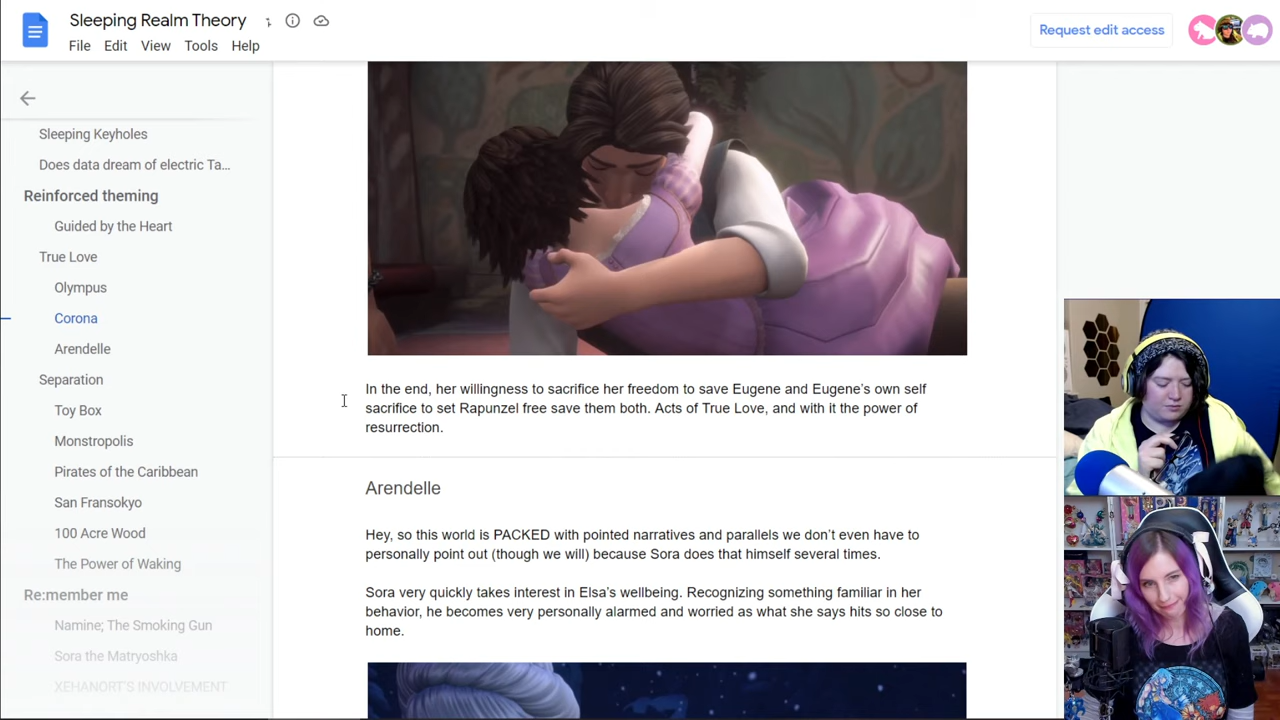 Sleeping Realm Theory
File Edit View Tools Help
Request edit access
Sleeping Keyholes
Does data dream of electric Ta...
Reinforced theming
Guided by the Heart
True Love
Olympus
Corona
Arendelle
Separation
Toy Box
Monstropolis
Pirates of the Caribbean
San Fransokyo
100 Acre Wood
The Power of Waking
Re:member me
Namine; The Smoking Gun
Sora the Matryoshka
XEHANORT'S INVOLVEMENT
In the end, her willingness to sacrifice her freedom to save Eugene and Eugene's own self
sacrifice to set Rapunzel free save them both. Acts of True Love, and with it the power of
resurrection.
Arendelle
Hey, so this world is PACKED with pointed narratives and parallels we don't even have to
personally point out (though we will) because Sora does that himself several times.
Sora very quickly takes interest in Elsa's wellbeing. Recognizing something familiar in her
behavior, he becomes very personally alarmed and worried as what she says hits so close to
home.